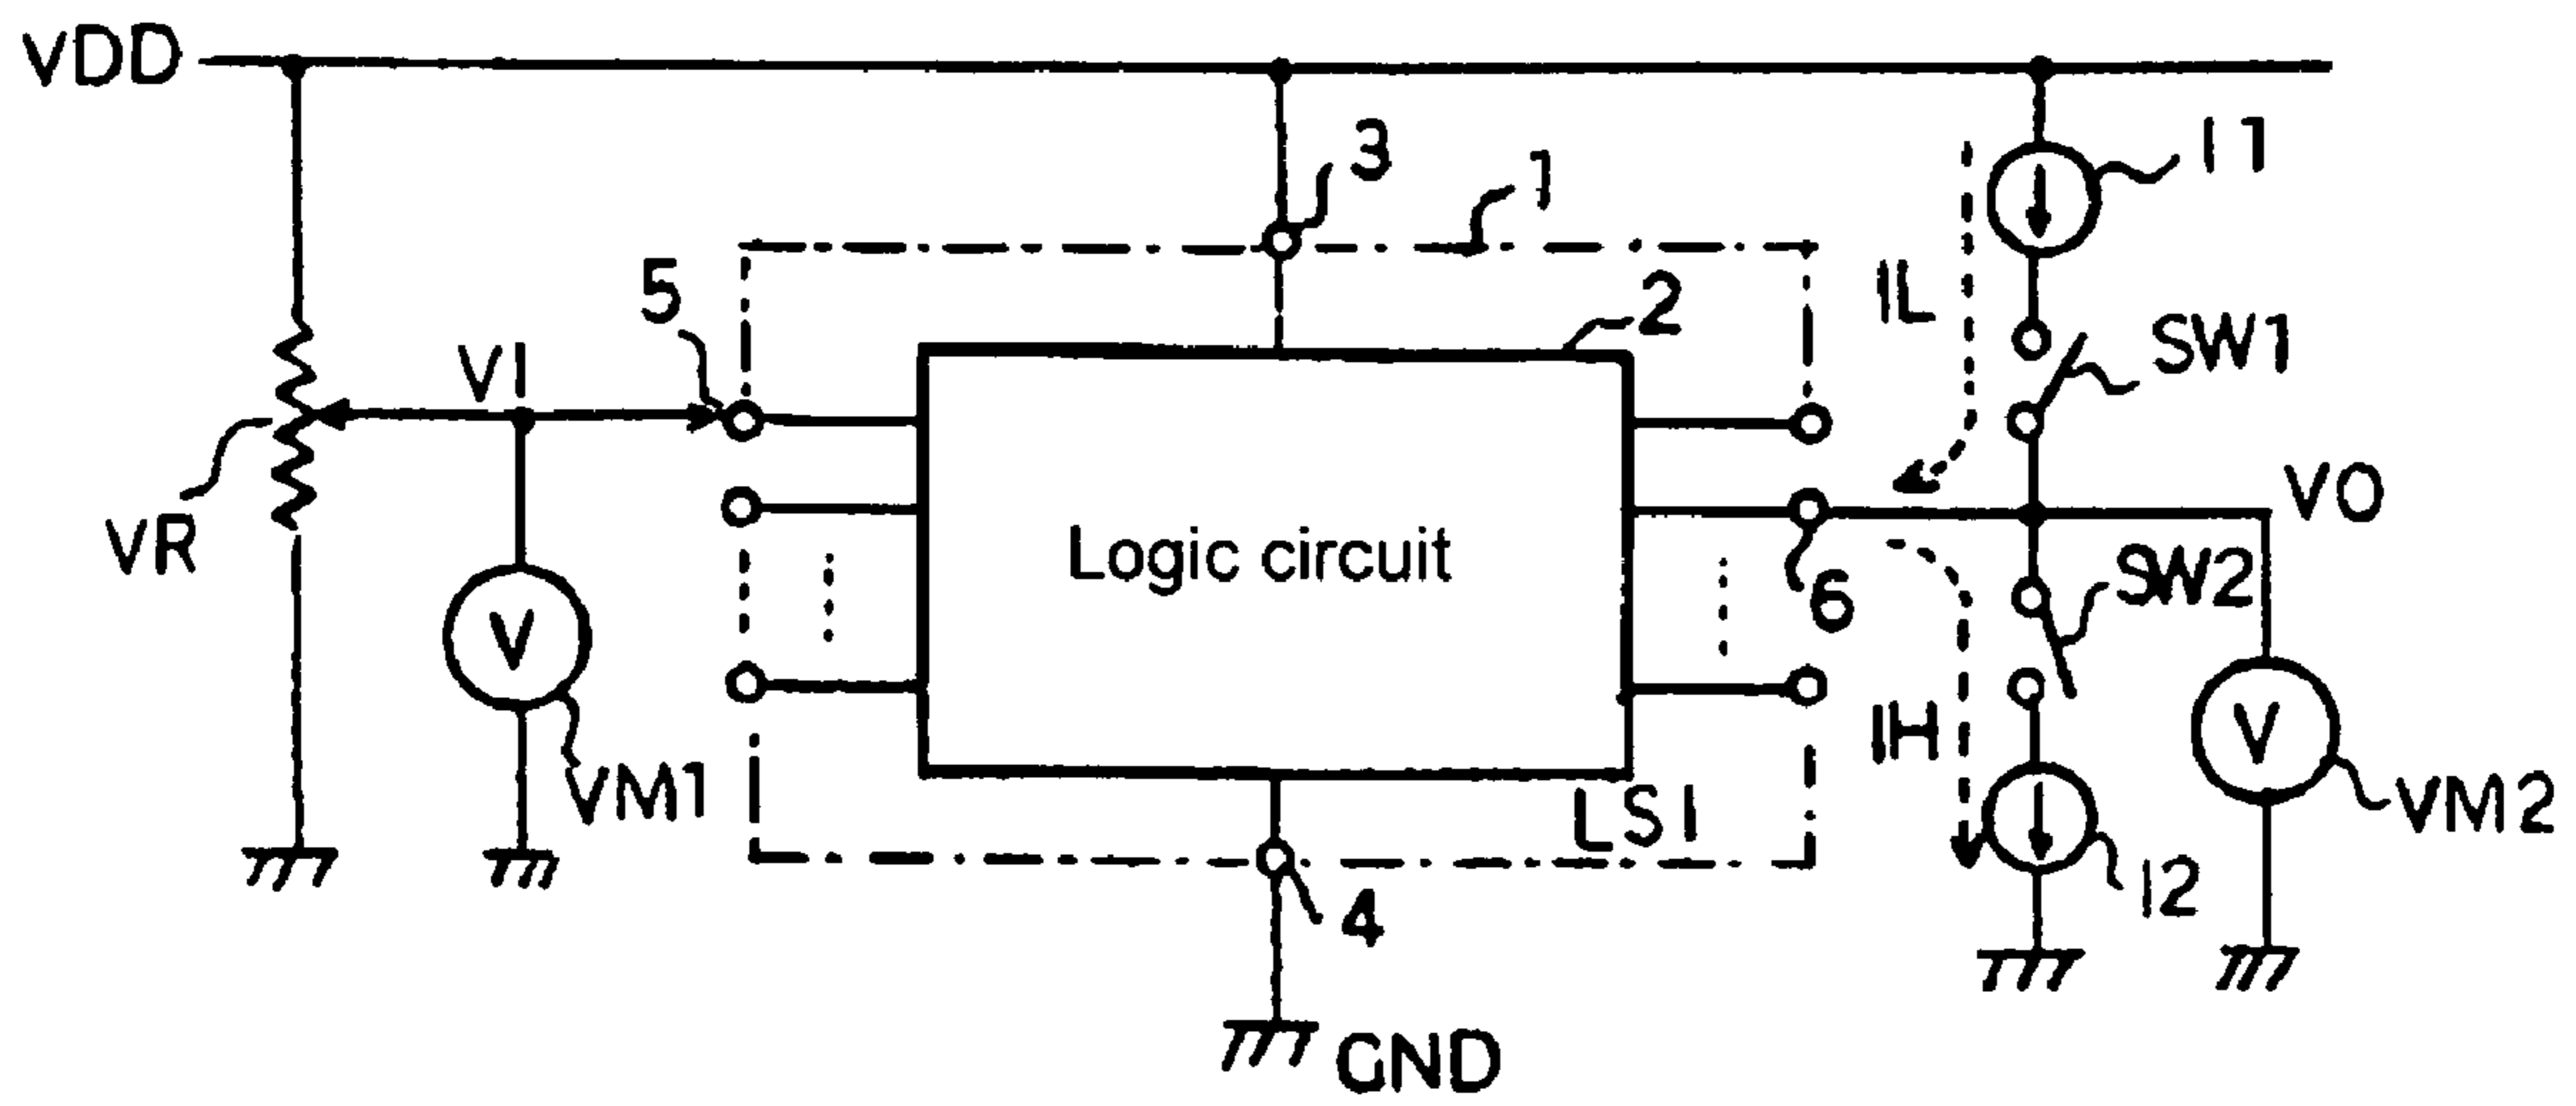 VDD
3
1
I1
5
2
IL
SW1
VI
VR
Logic circuit
6
VO
SW2
V
VM1
IH
V
VM2
LSI
4
I2
GND